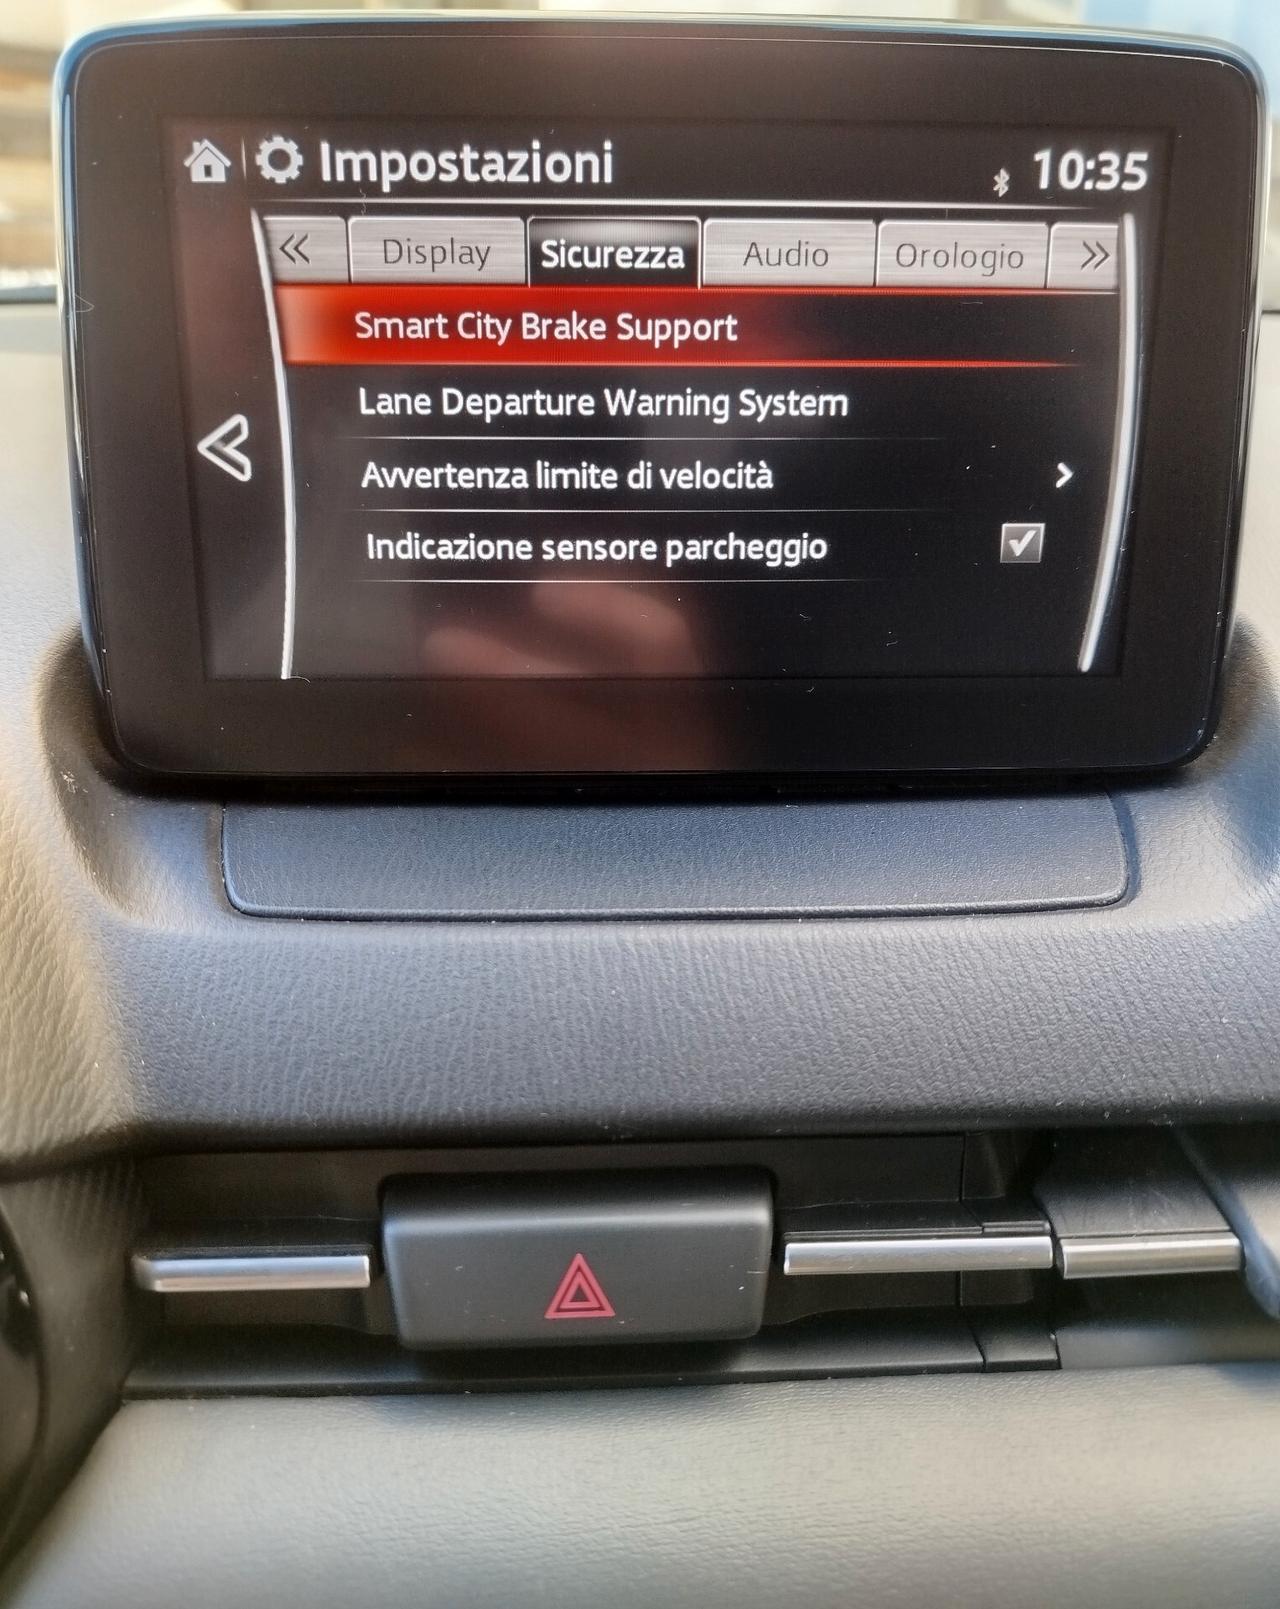 Impostazioni 10:35
Display Sicurezza Audio Orologio
Smart City Brake Support
Lane Departure Warning System
Avvertenza limite di velocità
Indicazione sensore parcheggio